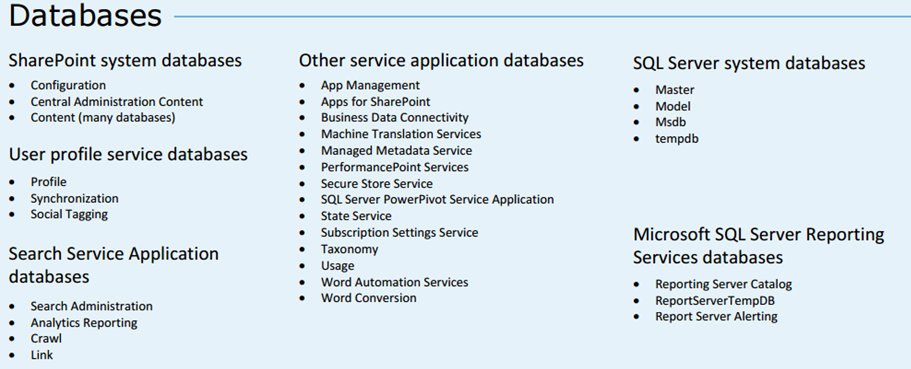 Databases
SharePoint system databases
• Configuration
• Central Administration Content
• Content (many databases)
User profile service databases
• Profile
• Synchronization
• Social Tagging
Search Service Application
databases
• Search Administration
• Analytics Reporting
• Crawl
• Link
Other service application databases
• App Management
• Apps for SharePoint
• Business Data Connectivity
• Machine Translation Services
• Managed Metadata Service
• PerformancePoint Services
• Secure Store Service
• SQL Server PowerPivot Service Application
• State Service
• Subscription Settings Service
• Taxonomy
• Usage
• Word Automation Services
• Word Conversion
SQL Server system databases
• Master
• Model
• Msdb
• tempdb
Microsoft SQL Server Reporting
Services databases
• Reporting Server Catalog
• ReportServerTempDB
• Report Server Alerting